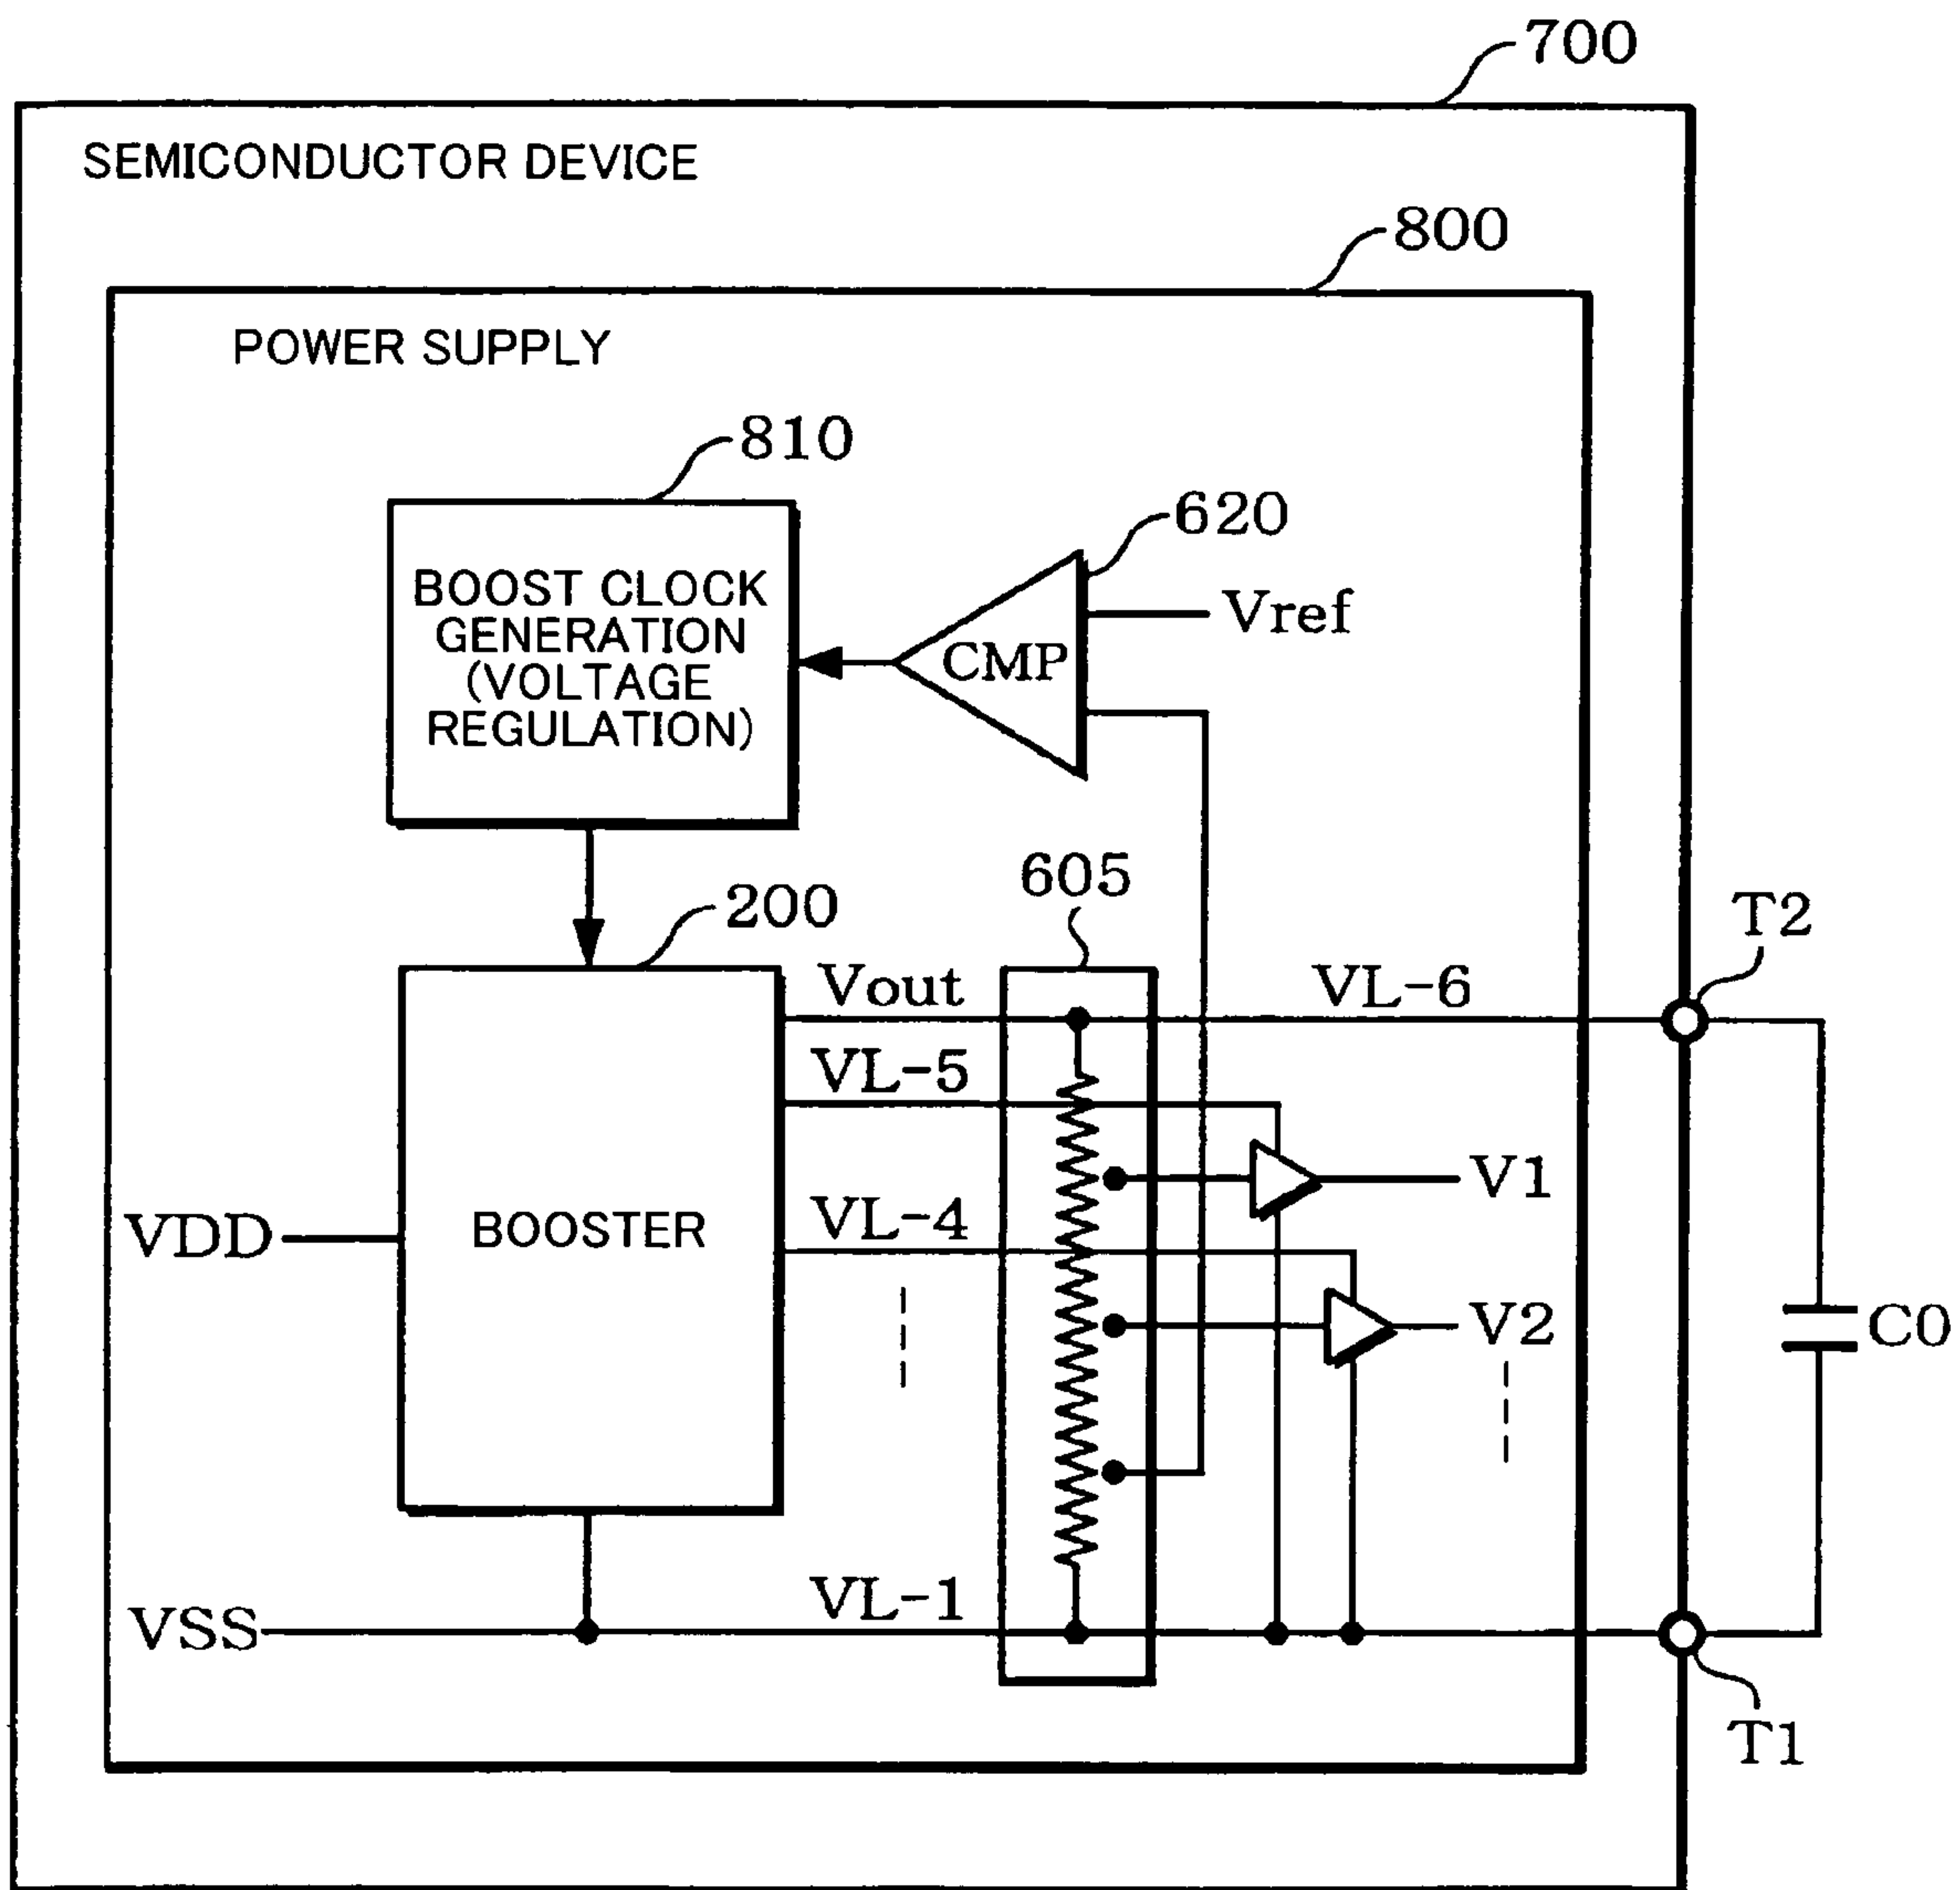 700
SEMICONDUCTOR DEVICE
800
POWER SUPPLY
810
620
BOOST CLOCK
GENERATION
(VOLTAGE
REGULATION)
CMP
Vref
605
200
T2
Vout
VL-6
VL-5
V1
VL-4
VDD
BOOSTER
V2
C0
VL-1
VSS
T1